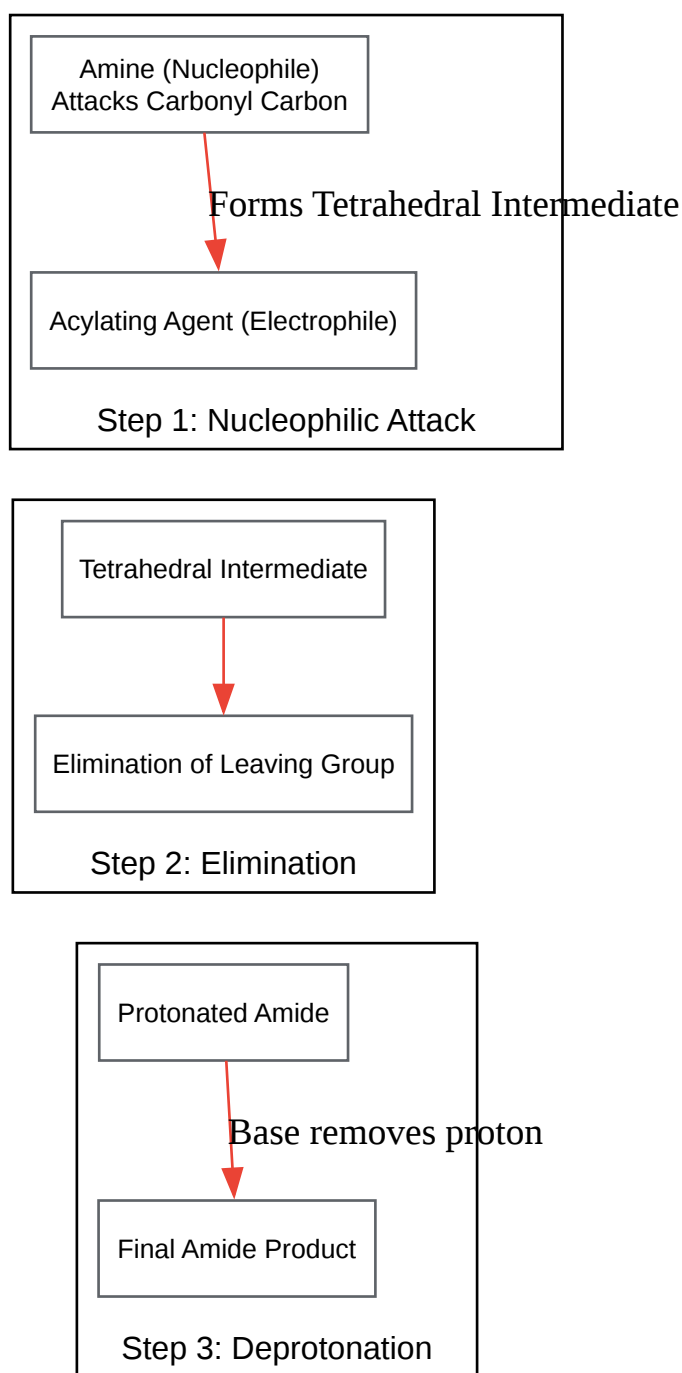 Amine (Nucleophile)
Attacks Carbonyl Carbon
Forms Tetrahedral Intermediate
Acylating Agent (Electrophile)
Step 1: Nucleophilic Attack
Tetrahedral Intermediate
Elimination of Leaving Group
Step 2: Elimination
Protonated Amide
Base removes proton
Final Amide Product
Step 3: Deprotonation